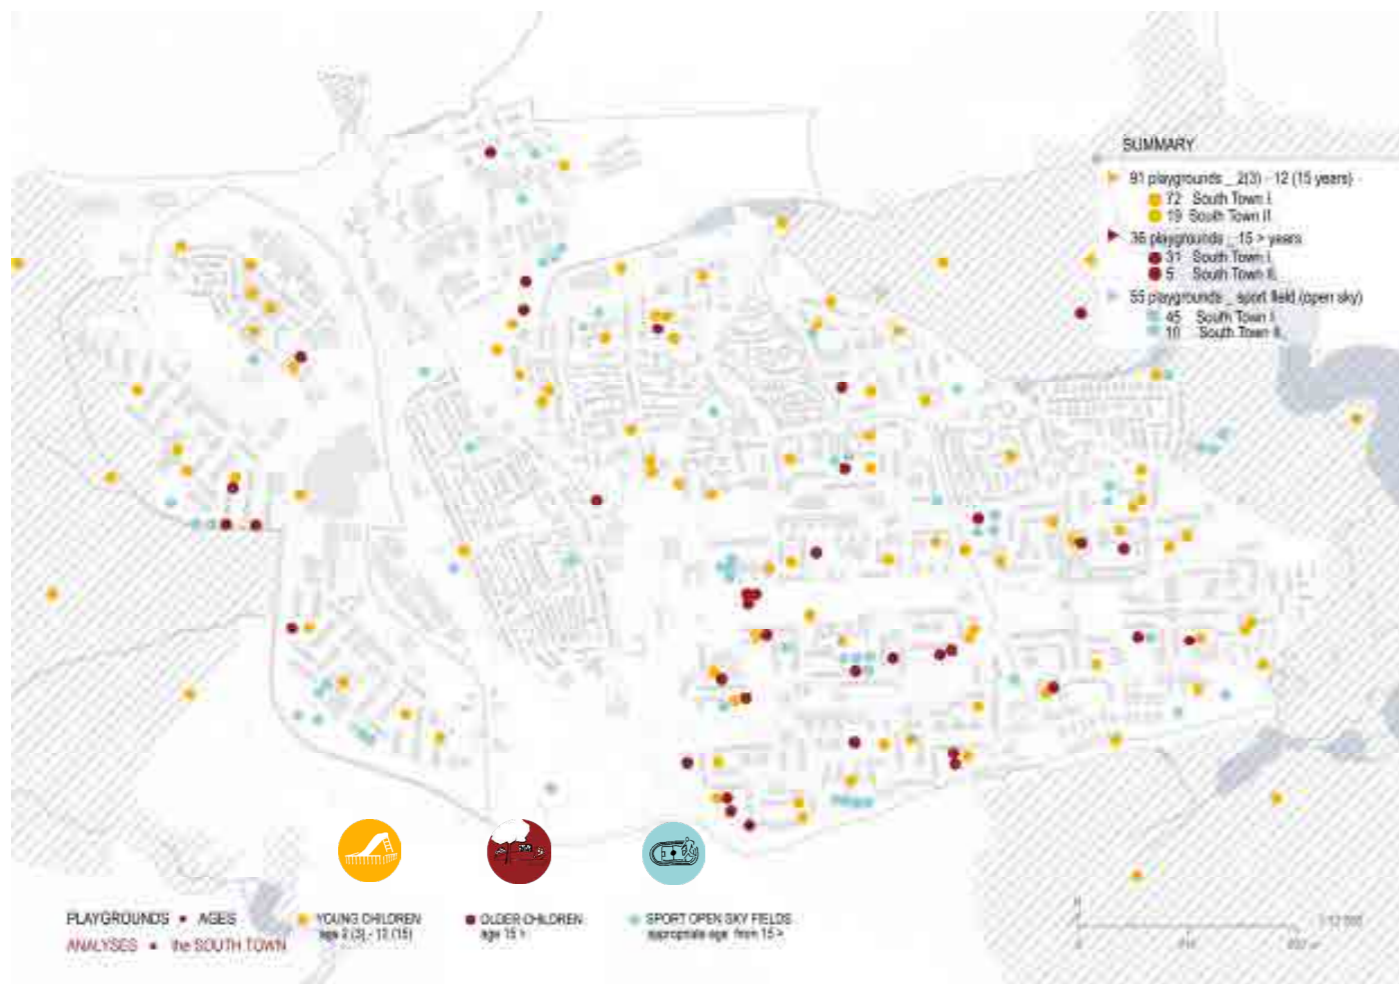 SUMMARY
91 playgrounds _ 2(3) - 12 (15 years)
72 South Town I.
19 South Town II.
36 playgrounds _ 15 > years
31 South Town I.
5 South Town II.
55 playgrounds _ sport field (open sky)
45 South Town I.
10 South Town II.
PLAYGROUNDS • AGES
ANALYSES • the SOUTH TOWN
YOUNG CHILDREN
age 2 (3) - 12 (15)
OLDER CHILDREN
age 15 >
SPORT OPEN SKY FIELDS
appropriate age from 15 >
0